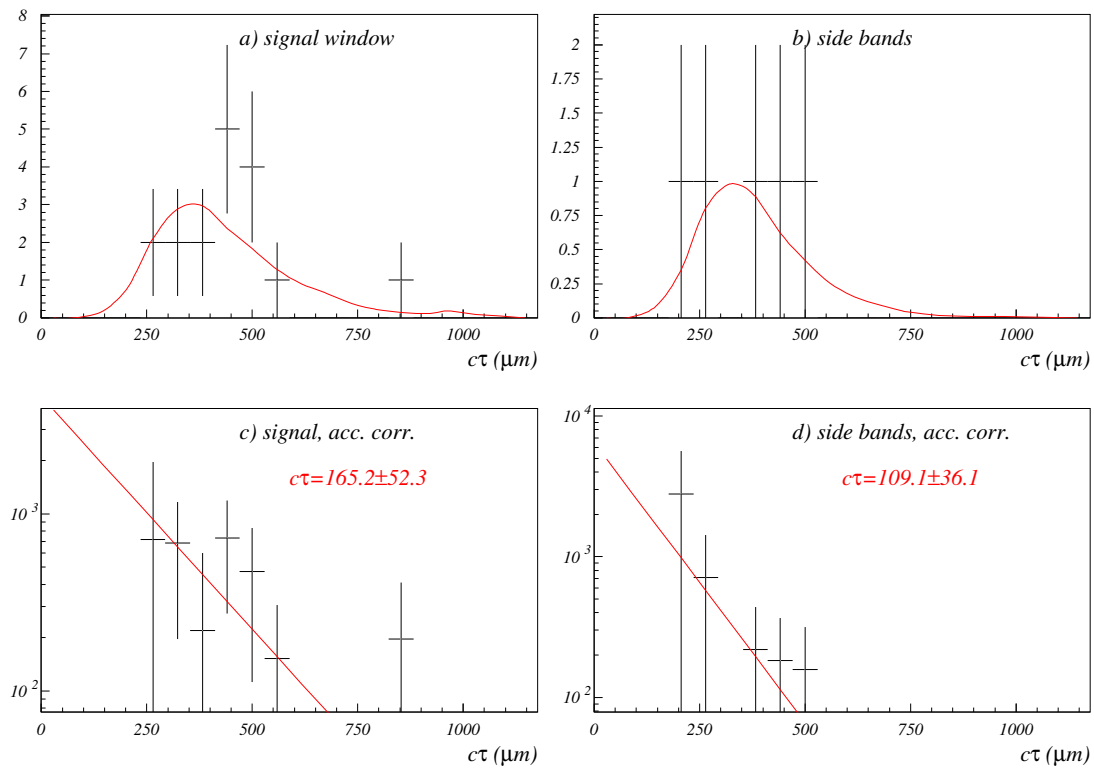 a) signal window
8
7
6
5
4
3
2
1
0
0 250 500 750 1000
cτ (μm)
b) side bands
2
1.75
1.5
1.25
1
0.75
0.5
0.25
0
0 250 500 750 1000
cτ (μm)
c) signal, acc. corr.
cτ=165.2±52.3
10³
10²
0 250 500 750 1000
cτ (μm)
d) side bands, acc. corr.
cτ=109.1±36.1
10⁴
10³
10²
0 250 500 750 1000
cτ (μm)